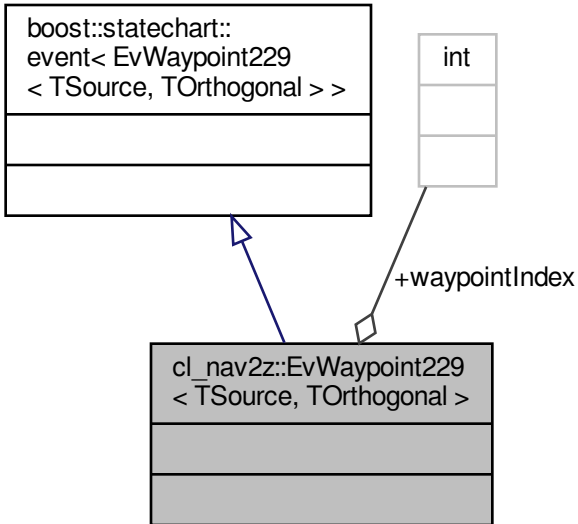 boost::statechart::
event< EvWaypoint229
< TSource, TOrthogonal > >
int
+waypointIndex
cl_nav2z::EvWaypoint229
< TSource, TOrthogonal >